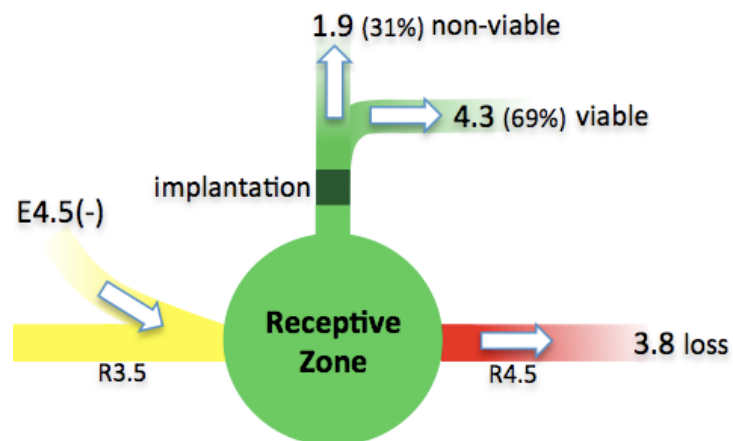 1.9 (31%) non-viable
4.3 (69%) viable
implantation
E4.5(-)
Receptive
Zone
3.8 loss
R3.5
R4.5